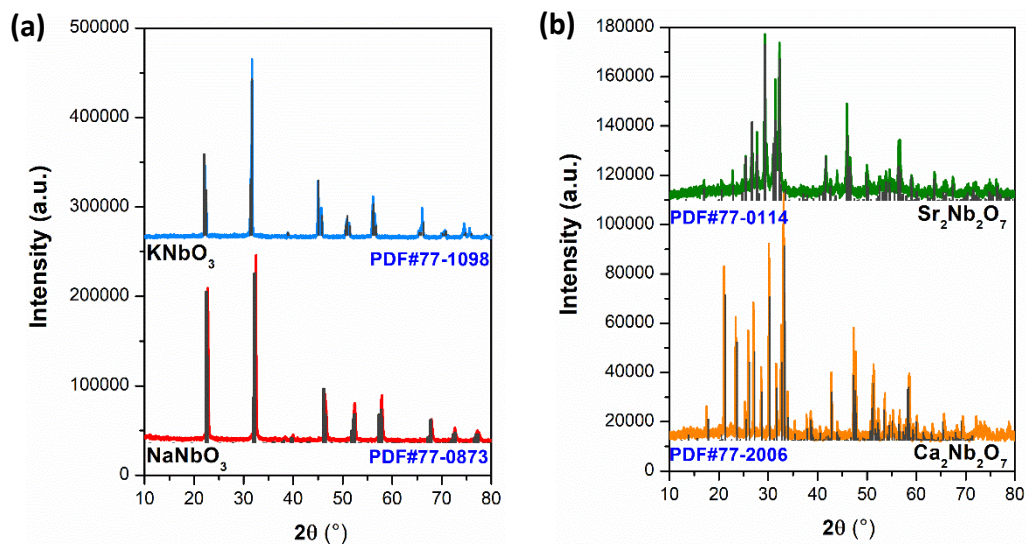 (a)
500000
400000
300000
200000
100000
0
Intensity (a.u.)
KNbO₃
PDF#77-1098
NaNbO₃
PDF#77-0873
10 20 30 40 50 60 70 80
2θ (°)
(b)
180000
160000
140000
120000
100000
80000
60000
40000
20000
0
Intensity (a.u.)
PDF#77-0114
Sr₂Nb₂O₇
PDF#77-2006
Ca₂Nb₂O₇
10 20 30 40 50 60 70 80
2θ (°)